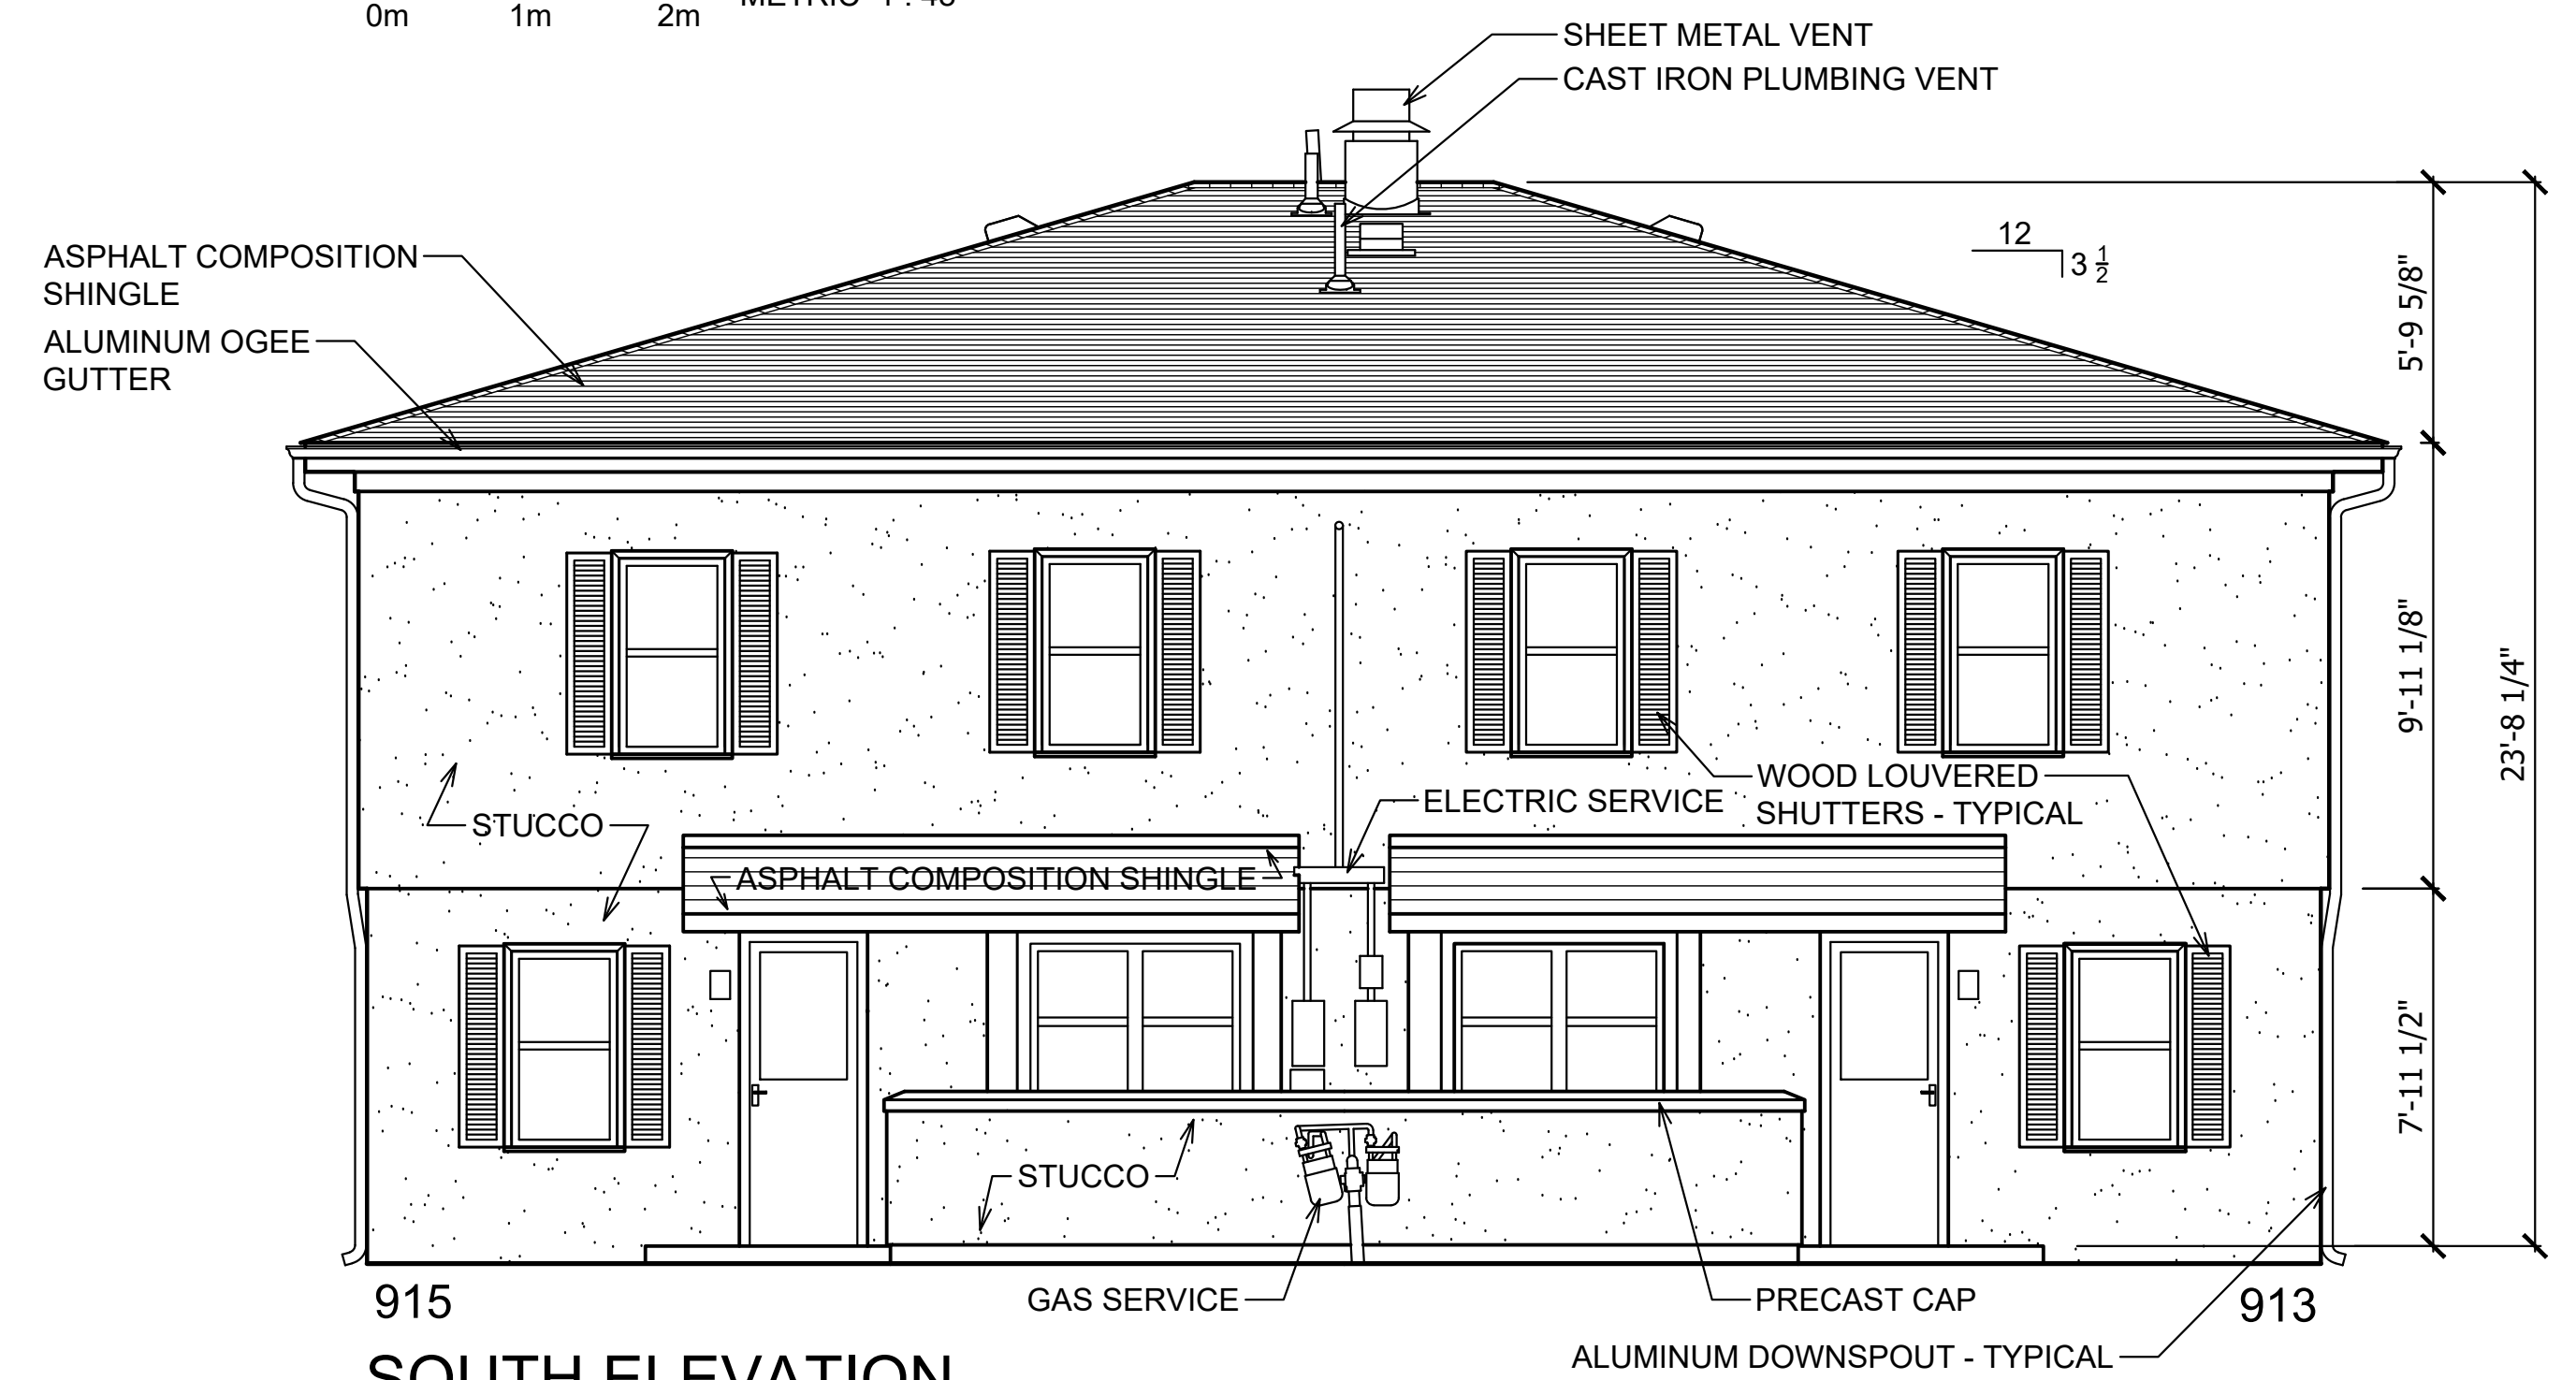 METRIC 1 : 48
0m 1m 2m
SHEET METAL VENT
CAST IRON PLUMBING VENT
ASPHALT COMPOSITION
SHINGLE
ALUMINUM OGEE
GUTTER
12
3 1/2
5'-9 5/8"
9'-11 1/8"
23'-8 1/4"
7'-11 1/2"
WOOD LOUVERED
SHUTTERS - TYPICAL
ELECTRIC SERVICE
STUCCO
ASPHALT COMPOSITION SHINGLE
STUCCO
GAS SERVICE
PRECAST CAP
915
913
ALUMINUM DOWNSPOUT - TYPICAL
SOUTH ELEVATION